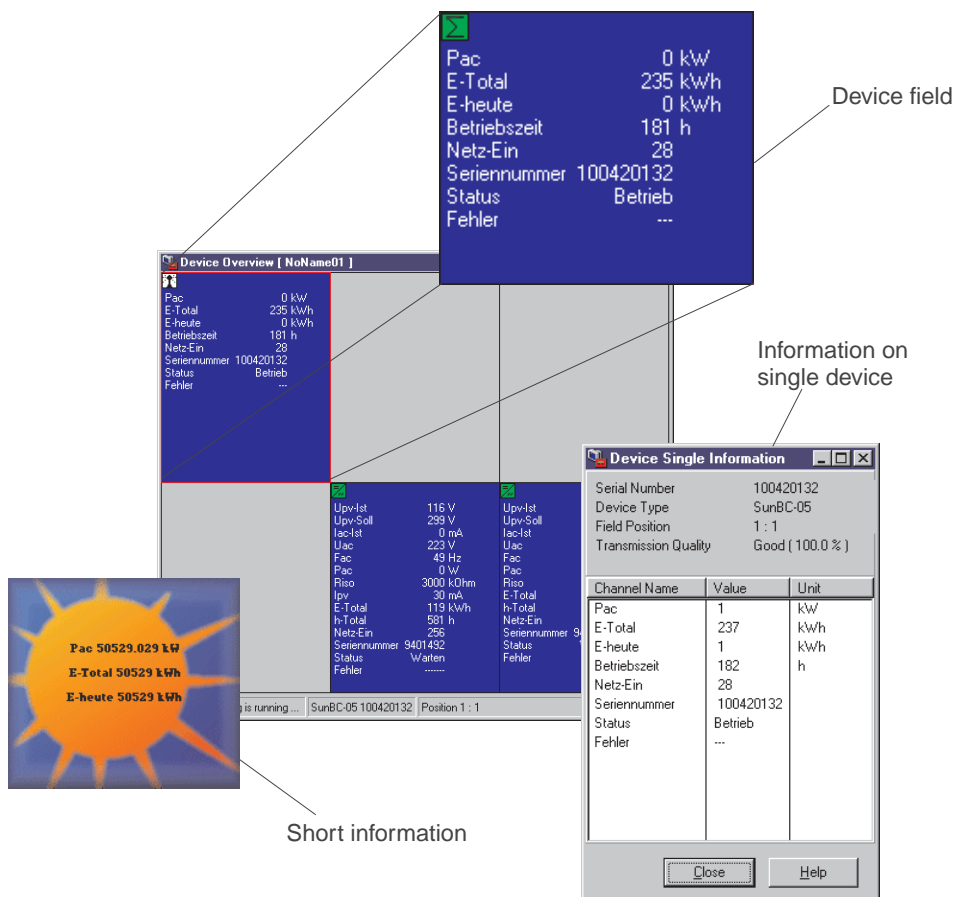 Pac 0 kW
E-Total 235 kWh
E-heute 0 kWh
Betriebszeit 181 h
Netz-Ein 28
Seriennummer 100420132
Status Betrieb
Fehler ---
Device field
Device Overview [ NoName01 ]
Pac 0 kW
E-Total 235 kWh
E-heute 0 kWh
Betriebszeit 181 h
Netz-Ein 28
Seriennummer 100420132
Status Betrieb
Fehler ---
Upv-Ist 116 V
Upv-Soll 299 V
Iac-Ist 0 mA
Uac 223 V
Fac 49 Hz
Pac 0 W
Riso 3000 kOhm
Ipv 30 mA
E-Total 119 kWh
h-Total 581 h
Netz-Ein 256
Seriennummer 9401492
Status Warten
Fehler -------
Upv-Ist
Upv-Soll
Iac-Ist
Uac
Fac
Pac
Riso
E-Total
h-Total
Netz-Ein
Seriennummer 9
Status
Fehler
is running ... SunBC-05 100420132 Position 1 : 1
Information on
single device
Device Single Information
Serial Number 100420132
Device Type SunBC-05
Field Position 1 : 1
Transmission Quality Good ( 100.0 % )
Channel Name Value Unit
Pac 1 kW
E-Total 237 kWh
E-heute 1 kWh
Betriebszeit 182 h
Netz-Ein 28
Seriennummer 100420132
Status Betrieb
Fehler ---
Close Help
Pac 50529.029 kW
E-Total 50529 kWh
E-heute 50529 kWh
Short information